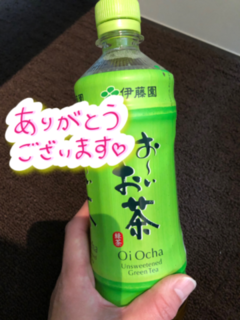 伊藤園
ありがとう
ございます♡
お〜いお茶
緑茶
Oi Ocha
Unsweetened
Green Tea